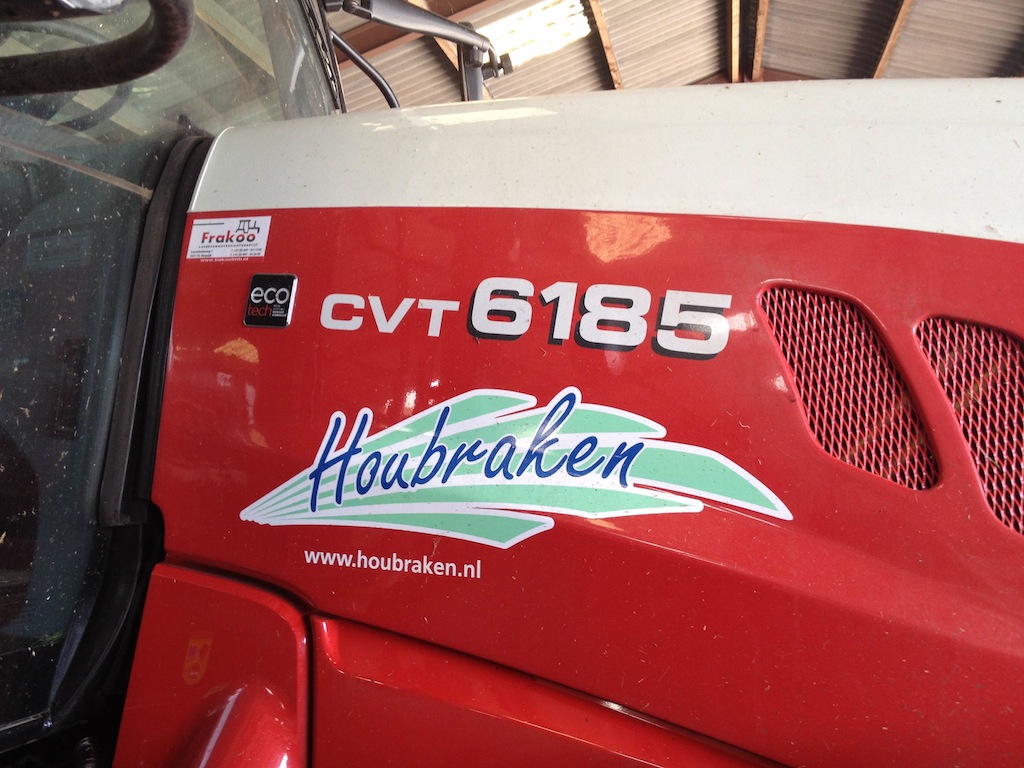 Frakoo
eco
tech
CVT 6185
Houbraken
www.houbraken.nl